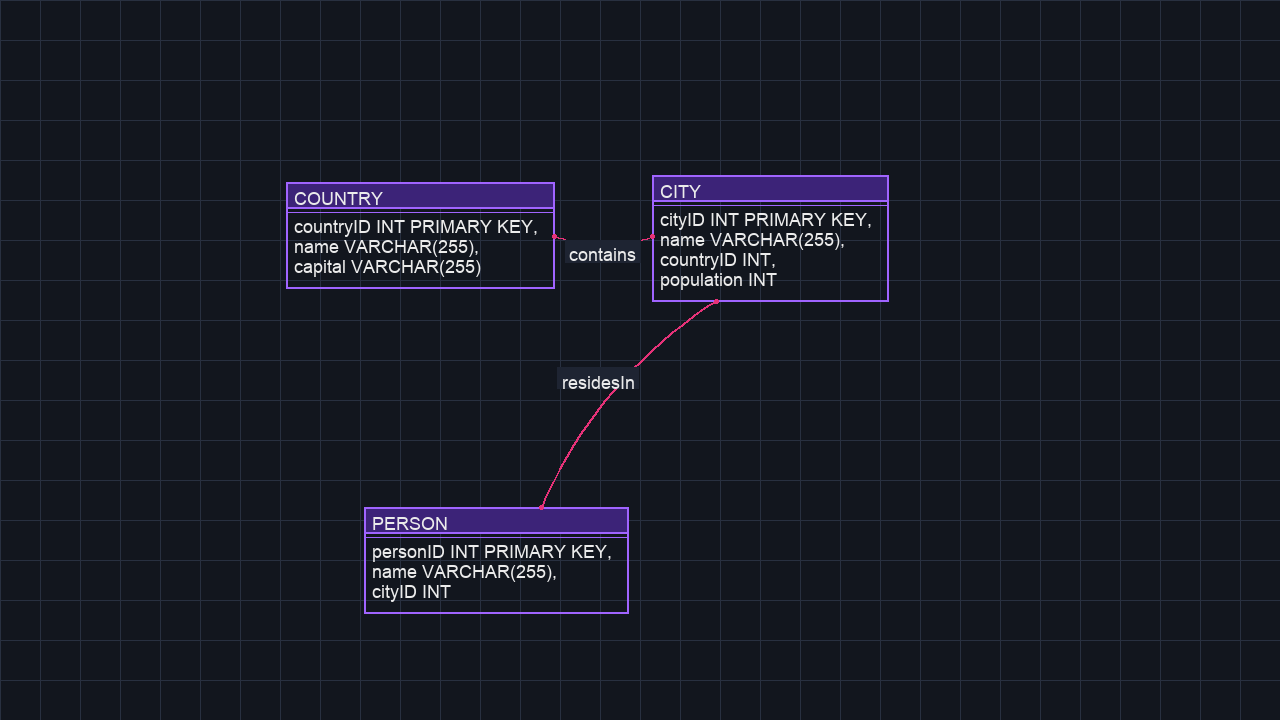 COUNTRY
countryID INT PRIMARY KEY,
name VARCHAR(255),
capital VARCHAR(255)
contains
CITY
cityID INT PRIMARY KEY,
name VARCHAR(255),
countryID INT,
population INT
residesIn
PERSON
personID INT PRIMARY KEY,
name VARCHAR(255),
cityID INT